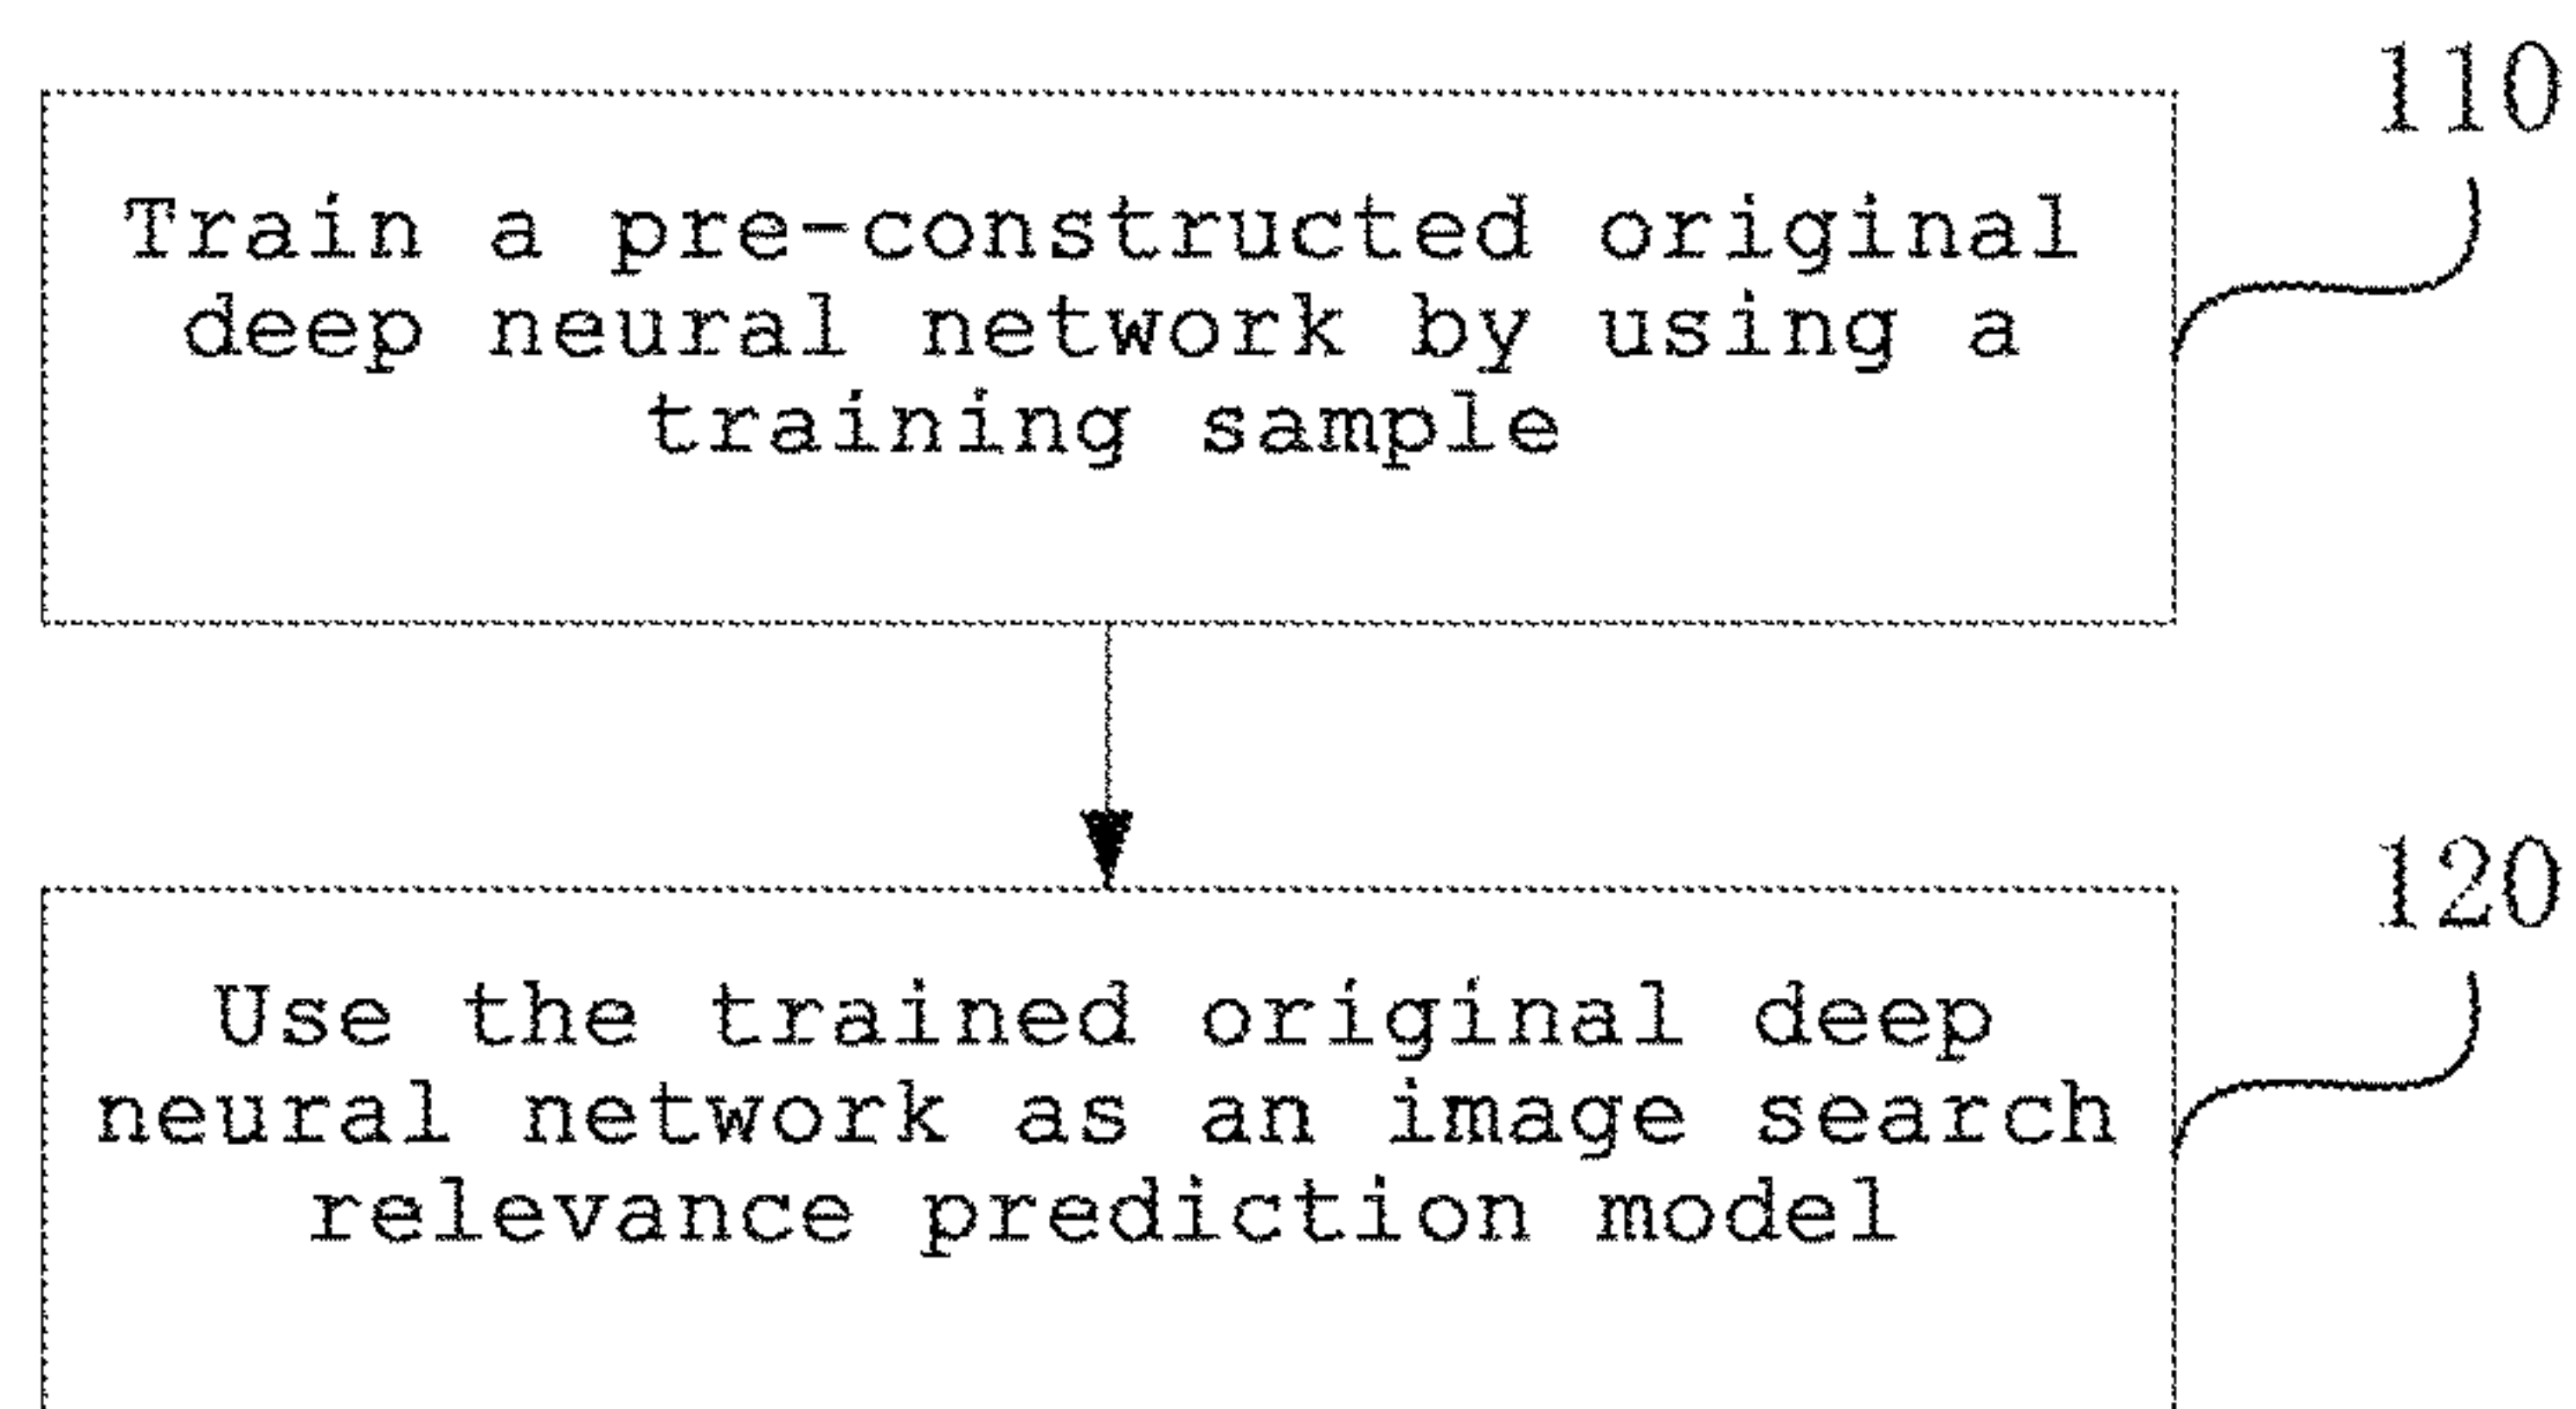 110
Train a pre-constructed original
deep neural network by using a
training sample
120
Use the trained original deep
neural network as an image search
relevance prediction model